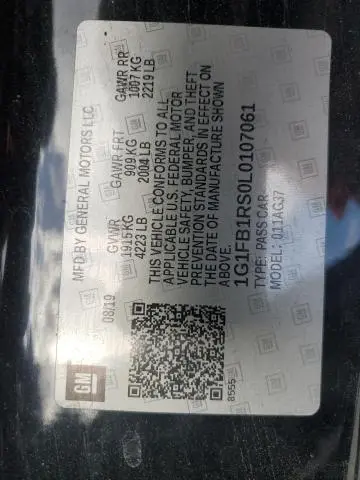 GM
MFD BY GENERAL MOTORS LLC
08/19
GVWR
1915 KG
4223 LB
GAWR FRT
909 KG
2004 LB
GAWR RR
1007 KG
2219 LB
THIS VEHICLE CONFORMS TO ALL
APPLICABLE U.S. FEDERAL MOTOR
VEHICLE SAFETY, BUMPER, AND THEFT
PREVENTION STANDARDS IN EFFECT ON
THE DATE OF MANUFACTURE SHOWN
ABOVE.
1G1FB1RS0L0107061
TYPE: PASS CAR
MODEL: 011AG37
8555